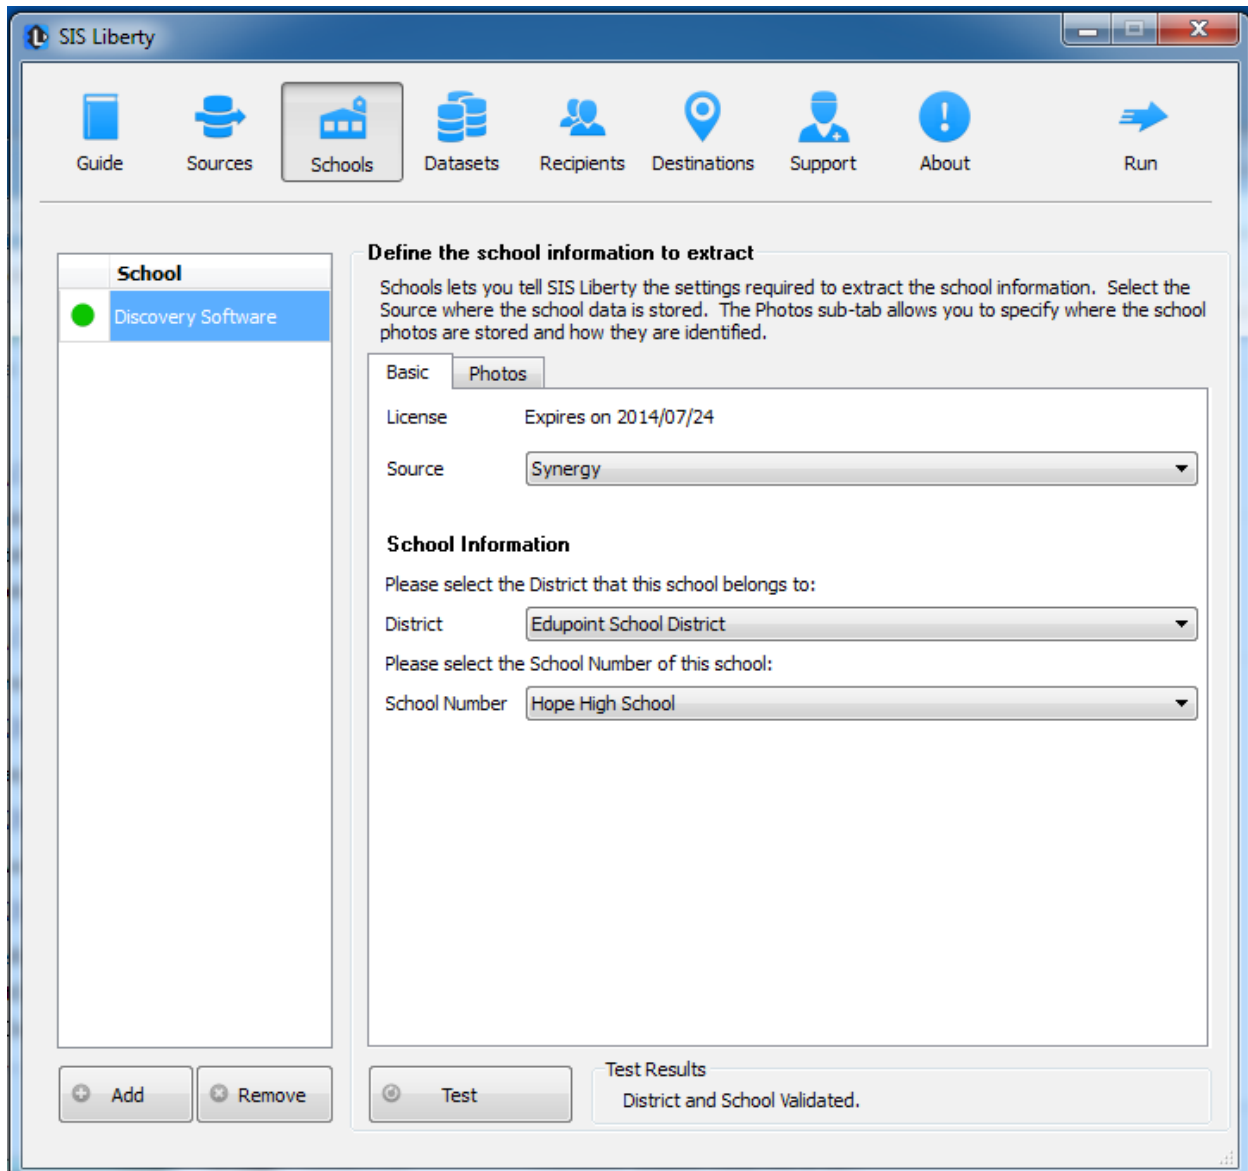 SIS Liberty
Guide Sources Schools Datasets Recipients Destinations Support About Run
School
Discovery Software
Define the school information to extract
Schools lets you tell SIS Liberty the settings required to extract the school information.  Select the
Source where the school data is stored.  The Photos sub-tab allows you to specify where the school
photos are stored and how they are identified.
Basic Photos
License Expires on 2014/07/24
Source Synergy
School Information
Please select the District that this school belongs to:
District Edupoint School District
Please select the School Number of this school:
School Number Hope High School
Add Remove Test
Test Results
District and School Validated.